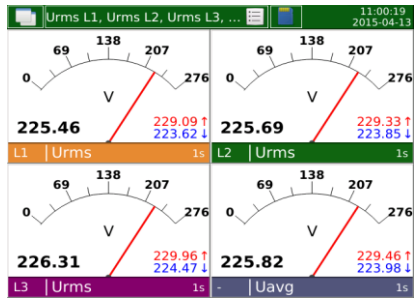 Urms L1, Urms L2, Urms L3, ...
11:00:19
2015-04-13
0 69 138 207 276
V
225.46
229.09↑
223.62↓
L1 |Urms 1s
0 69 138 207 276
V
225.69
229.33↑
223.85↓
L2 |Urms 1s
0 69 138 207 276
V
226.31
229.96↑
224.47↓
L3 |Urms 1s
0 69 138 207 276
V
225.82
229.46↑
223.98↓
- |Uavg 1s